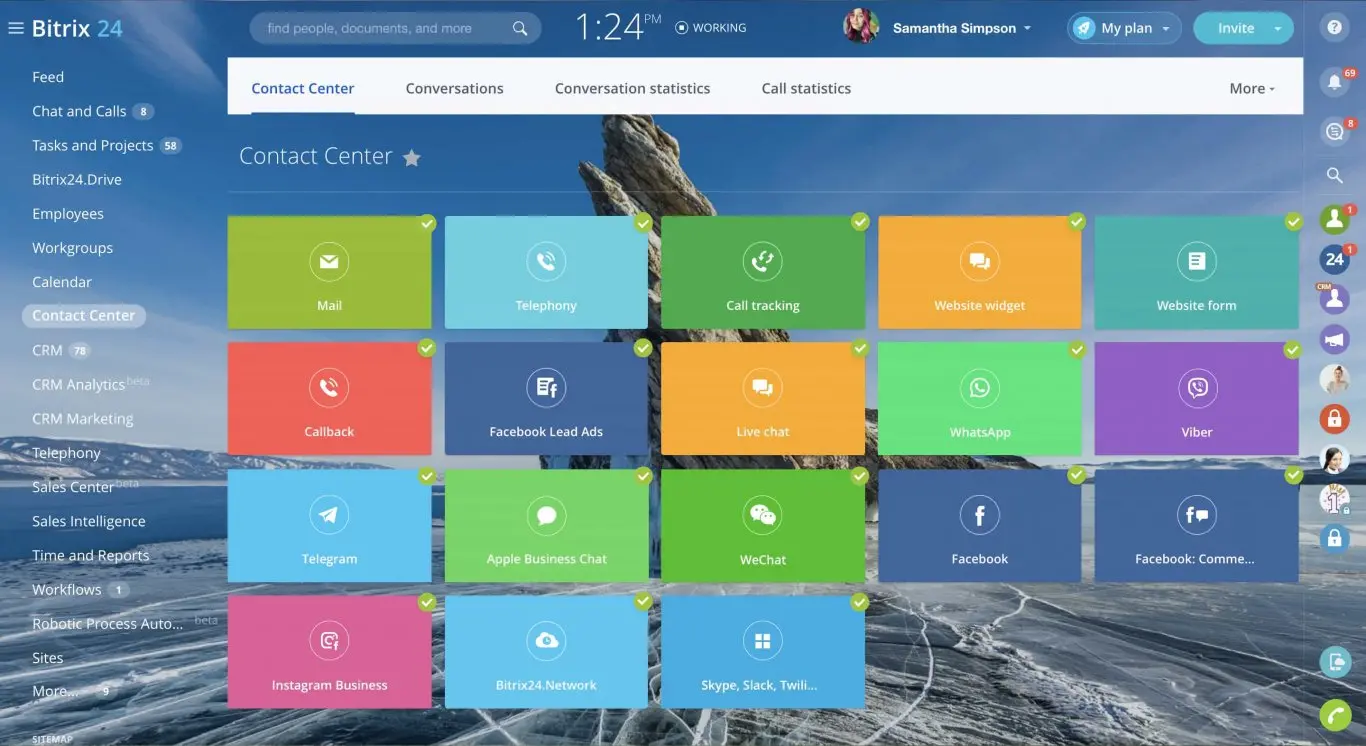 Bitrix 24
find people, documents, and more
1:24 PM
WORKING
Samantha Simpson
My plan
Invite
Feed
Chat and Calls 8
Tasks and Projects 58
Bitrix24.Drive
Employees
Workgroups
Calendar
Contact Center
CRM 78
CRM Analytics beta
CRM Marketing
Telephony
Sales Center beta
Sales Intelligence
Time and Reports
Workflows 1
Robotic Process Auto... beta
Sites
More... 9
SITEMAP
Contact Center
Conversations
Conversation statistics
Call statistics
More
Contact Center
Mail
Telephony
Call tracking
Website widget
Website form
Callback
Facebook Lead Ads
Live chat
WhatsApp
Viber
Telegram
Apple Business Chat
WeChat
Facebook
Facebook: Comme...
Instagram Business
Bitrix24.Network
Skype, Slack, Twili...
?
69
8
1
24 1
CRM
1